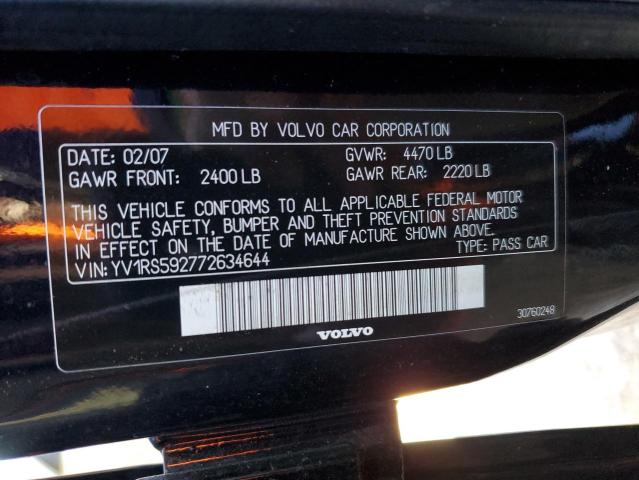 MFD BY VOLVO CAR CORPORATION
DATE: 02/07 GVWR: 4470 LB
GAWR FRONT: 2400 LB GAWR REAR: 2220 LB
THIS VEHICLE CONFORMS TO ALL APPLICABLE FEDERAL MOTOR
VEHICLE SAFETY, BUMPER AND THEFT PREVENTION STANDARDS
IN EFFECT ON THE DATE OF MANUFACTURE SHOWN ABOVE.
VIN: YV1RS592772634644 TYPE: PASS CAR
30760248
VOLVO